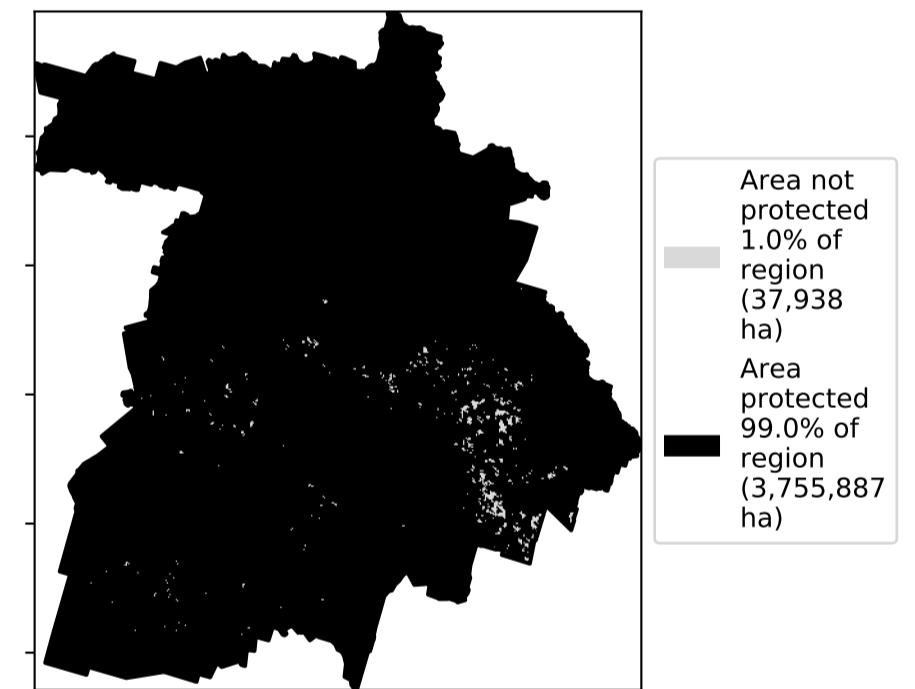 Area not
protected
1.0% of
region
(37,938
ha)
Area
protected
99.0% of
region
(3,755,887
ha)